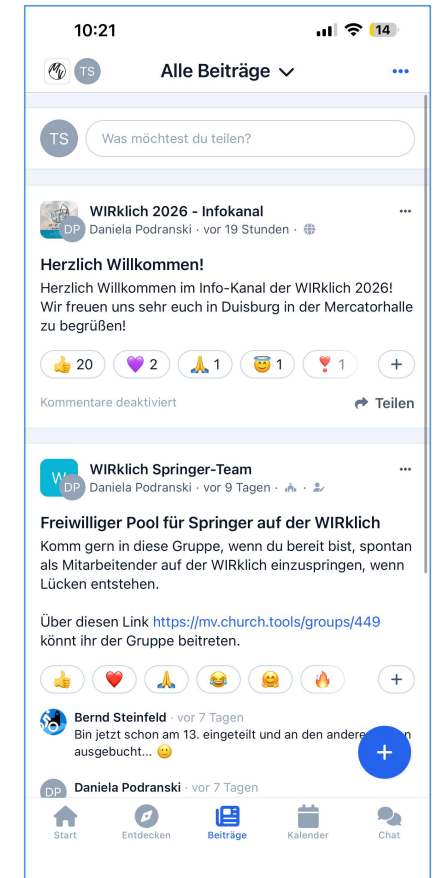 10:21
14
TS
Alle Beiträge
TS
Was möchtest du teilen?
WIRklich 2026 - Infokanal
DP
Daniela Podranski · vor 19 Stunden ·
Herzlich Willkommen!
Herzlich Willkommen im Info-Kanal der WIRklich 2026!
Wir freuen uns sehr euch in Duisburg in der Mercatorhalle
zu begrüßen!
👍 20 💜 2 🙏 1 😇 1 ❣️ 1 +
Kommentare deaktiviert
Teilen
W
WIRklich Springer-Team
DP
Daniela Podranski · vor 9 Tagen ·
Freiwilliger Pool für Springer auf der WIRklich
Komm gern in diese Gruppe, wenn du bereit bist, spontan
als Mitarbeitender auf der WIRklich einzuspringen, wenn
Lücken entstehen.
Über diesen Link https://mv.church.tools/groups/449
könnt ihr der Gruppe beitreten.
👍 ❤️ 🙏 😂 🤗 🔥 +
Bernd Steinfeld · vor 7 Tagen
Bin jetzt schon am 13. eingeteilt und an den andere
ausgebucht... 🙂
DP
Daniela Podranski · vor 7 Tagen
+
Start
Entdecken
Beiträge
Kalender
Chat